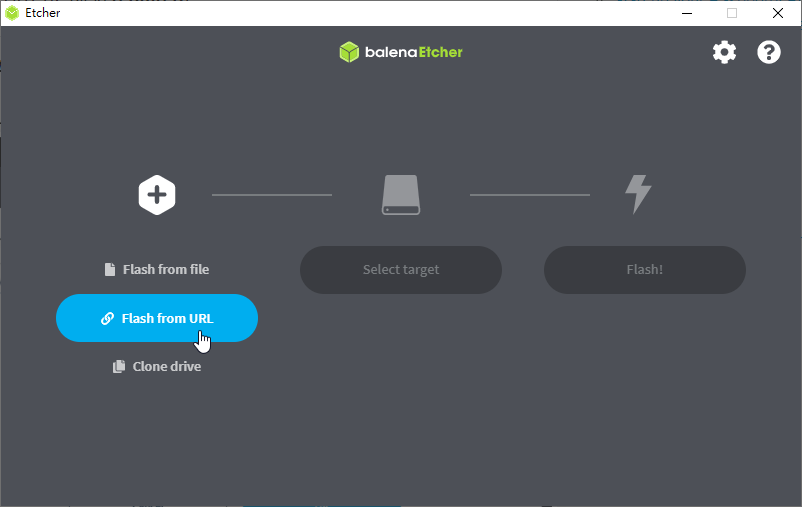 Etcher
balenaEtcher
Flash from file
Select target
Flash!
Flash from URL
Clone drive